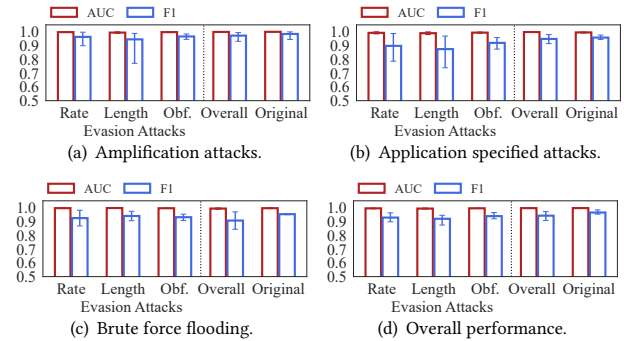 AUC F1 AUC F1
1.0 1.0
0.9 0.9
0.8 0.8
0.7 0.7
0.6 0.6
0.5 0.5
Rate Length Obf. Overall Original Rate Length Obf. Overall Original
Evasion Attacks Evasion Attacks
(a) Amplification attacks. (b) Application specified attacks.
AUC F1 AUC F1
1.0 1.0
0.9 0.9
0.8 0.8
0.7 0.7
0.6 0.6
0.5 0.5
Rate Length Obf. Overall Original Rate Length Obf. Overall Original
Evasion Attacks Evasion Attacks
(c) Brute force flooding. (d) Overall performance.